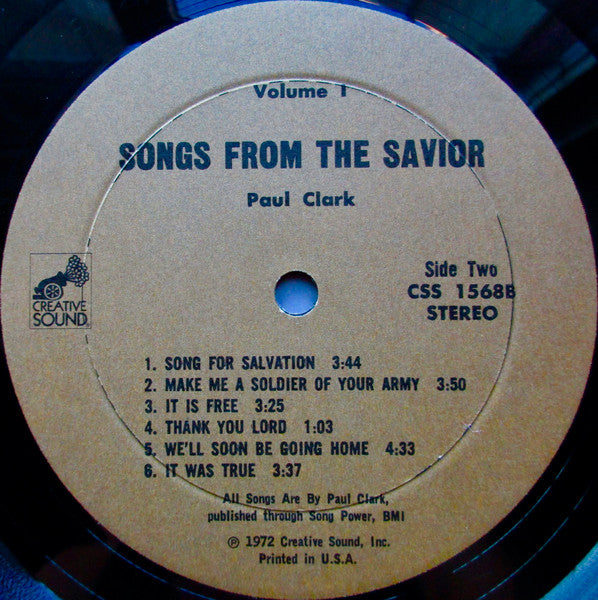 Volume 1
SONGS FROM THE SAVIOR
Paul Clark
CREATIVE
SOUND
Side Two
CSS 1568B
STEREO
1. SONG FOR SALVATION 3:44
2. MAKE ME A SOLDIER OF YOUR ARMY 3:50
3. IT IS FREE 3:25
4. THANK YOU LORD 1:03
5. WE'LL SOON BE GOING HOME 4:33
6. IT WAS TRUE 3:37
All Songs Are By Paul Clark,
published through Song Power, BMI
℗ 1972 Creative Sound, Inc.
Printed in U.S.A.